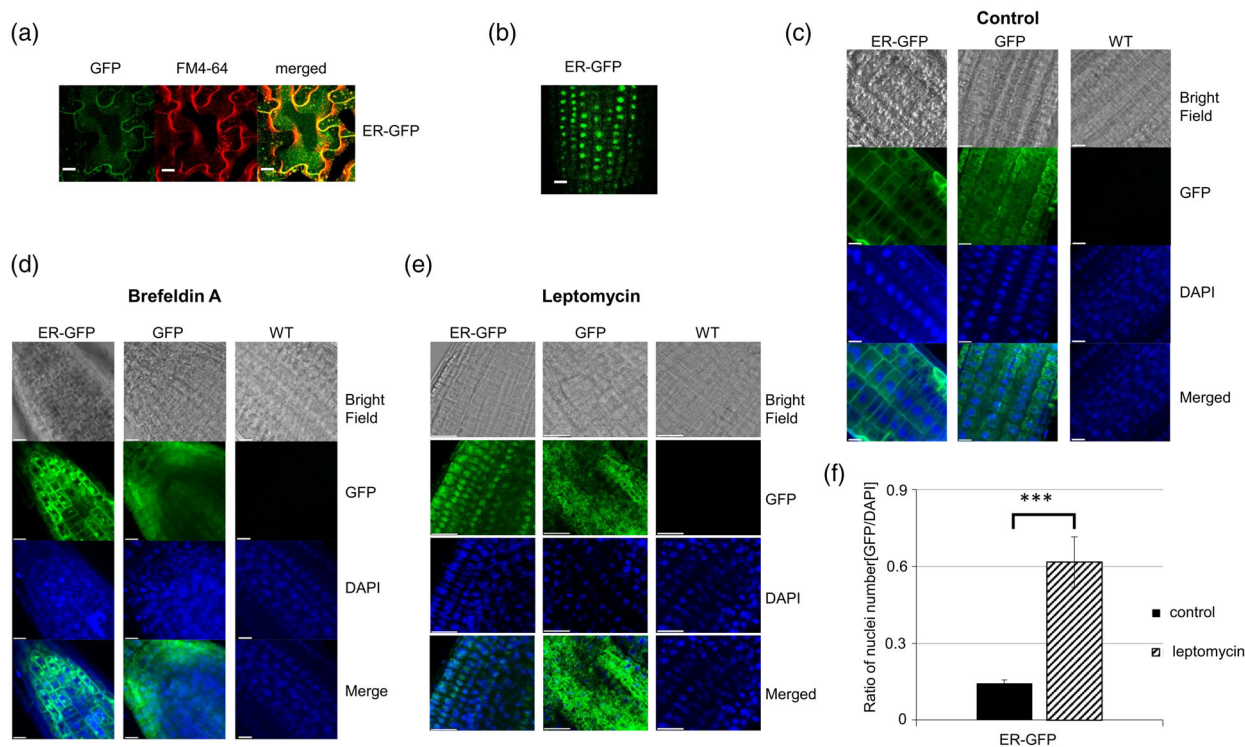 (a)
GFP FM4-64 merged
ER-GFP
(b)
ER-GFP
(c)
Control
ER-GFP GFP WT
Bright
Field
GFP
DAPI
Merged
(d)
Brefeldin A
ER-GFP GFP WT
Bright
Field
GFP
DAPI
Merge
(e)
Leptomycin
ER-GFP GFP WT
Bright
Field
GFP
DAPI
Merged
(f)
Ratio of nuclei number[GFP/DAPI]
0.9
0.6
0.3
0
***
ER-GFP
control
leptomycin